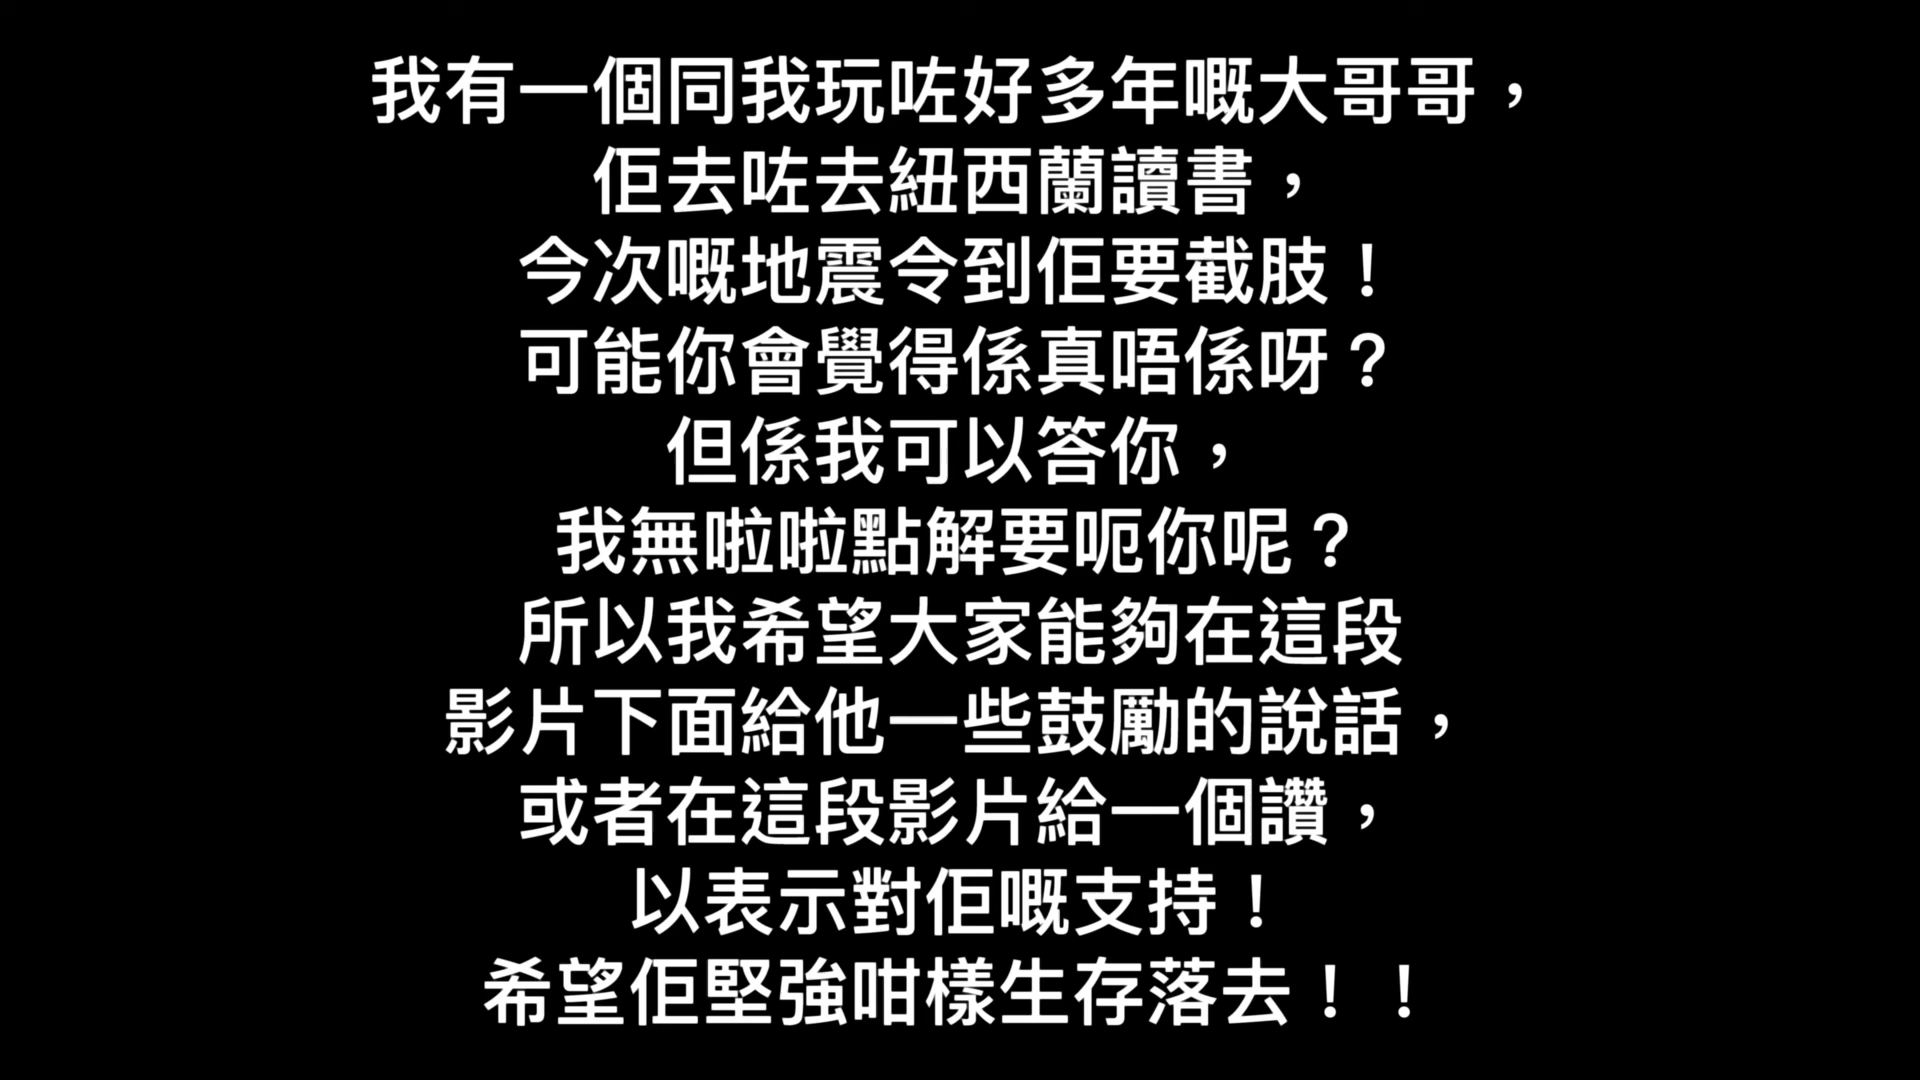 我有一個同我玩咗好多年嘅大哥哥，
佢去咗去紐西蘭讀書，
今次嘅地震令到佢要截肢！
可能你會覺得係真唔係呀？
但係我可以答你，
我無啦啦點解要呃你呢？
所以我希望大家能夠在這段
影片下面給他一些鼓勵的說話，
或者在這段影片給一個讚，
以表示對佢嘅支持！
希望佢堅強咁樣生存落去！！